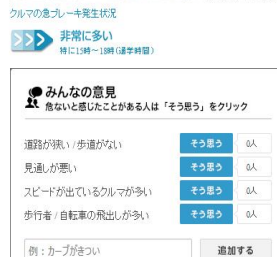 クルマの急ブレーキ発生状況
非常に多い
特に15時～18時(通学時間)
みんなの意見
危ないと感じたことがある人は「そう思う」をクリック
道路が狭い / 歩道がない そう思う 0人
見通しが悪い そう思う 0人
スピードが出ているクルマが多い そう思う 0人
歩行者 / 自転車の飛出しが多い そう思う 0人
例：カーブがきつい 追加する